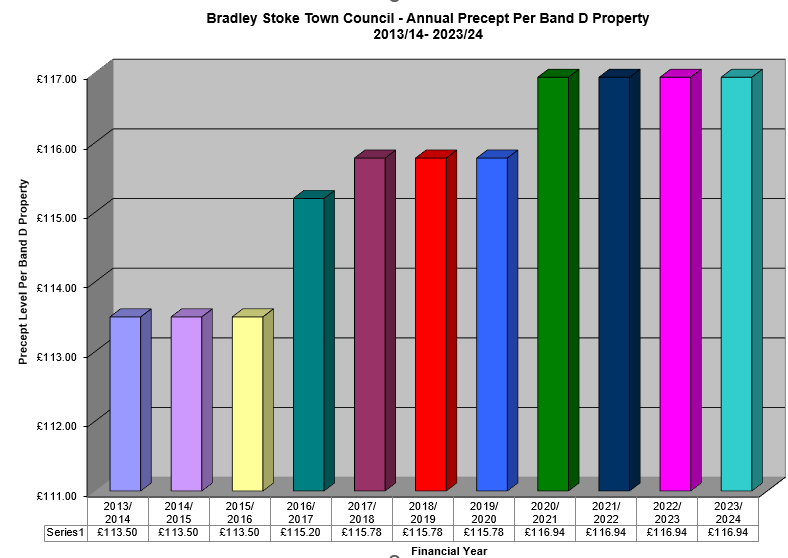 Bradley Stoke Town Council - Annual Precept Per Band D Property
2013/14- 2023/24
£117.00
£116.00
£115.00
£114.00
£113.00
£112.00
£111.00
Precept Level Per Band D Property
2013/ 2014/ 2015/ 2016/ 2017/ 2018/ 2019/ 2020/ 2021/ 2022/ 2023/
2014 2015 2016 2017 2018 2019 2020 2021 2022 2023 2024
Series1 £113.50 £113.50 £113.50 £115.20 £115.78 £115.78 £115.78 £116.94 £116.94 £116.94 £116.94
Financial Year